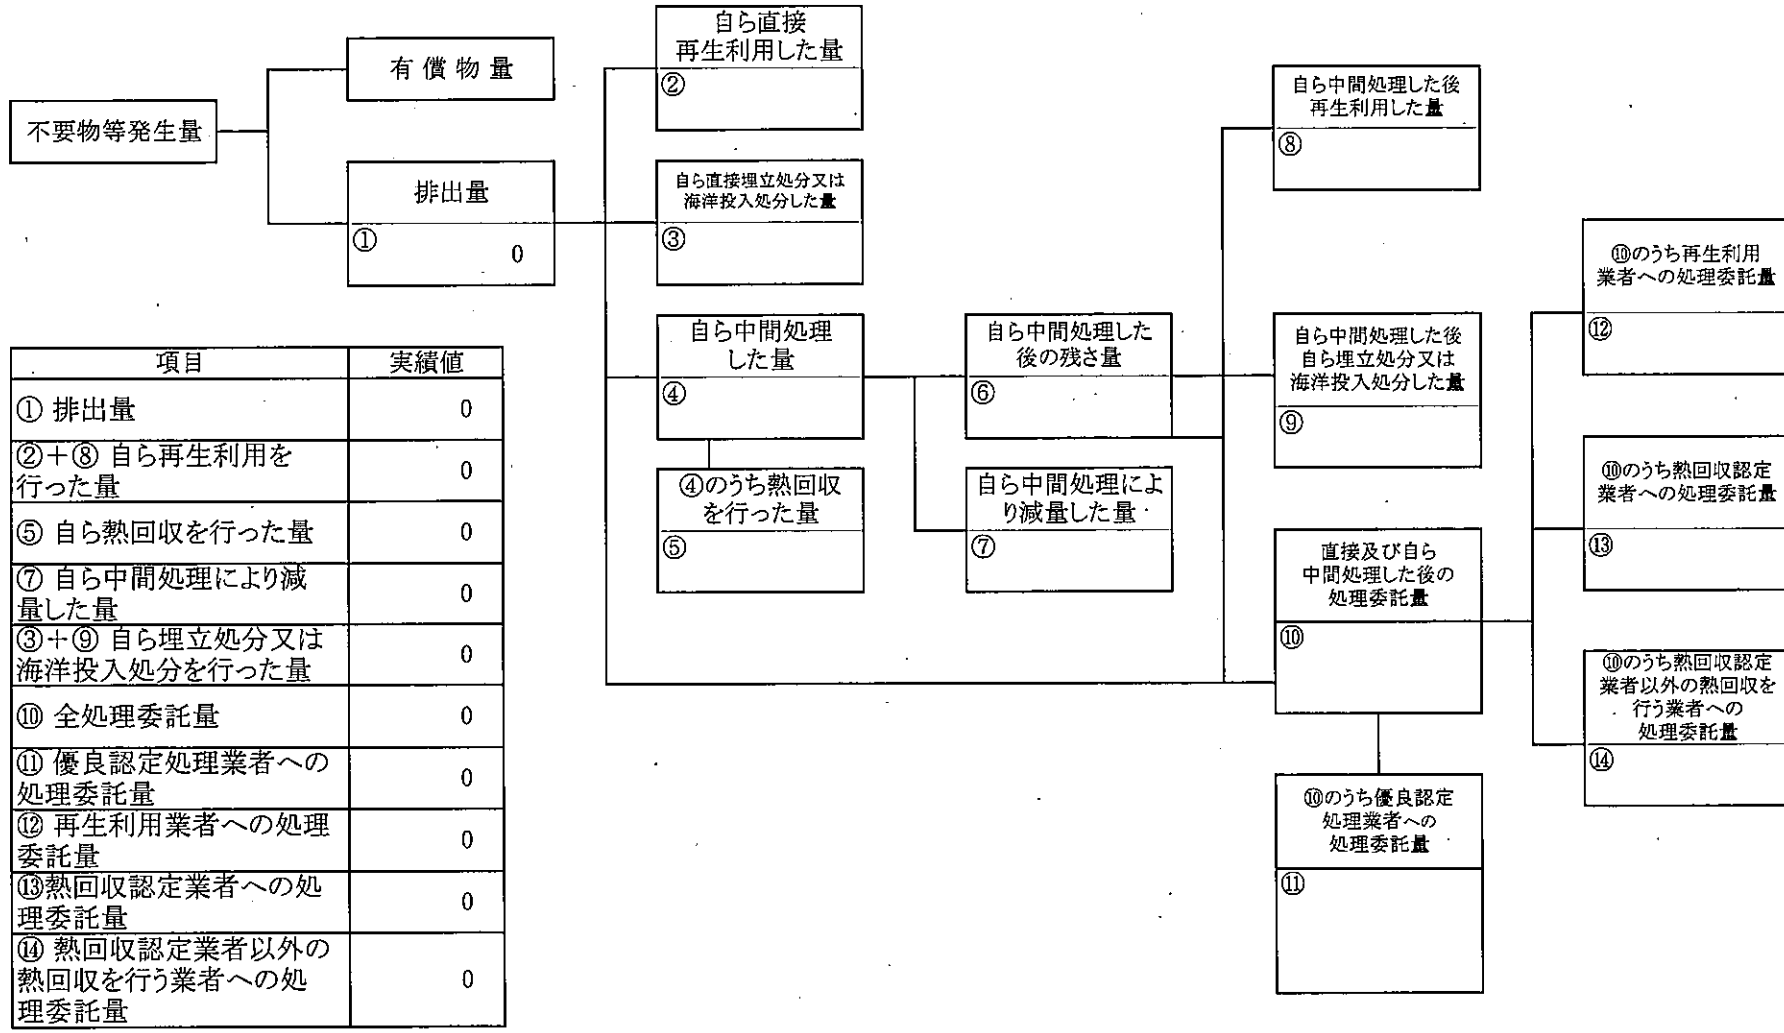 不要物等発生量
有償物量
排出量
①
0
自ら直接
再生利用した量
②
自ら直接埋立処分又は
海洋投入処分した量
③
自ら中間処理
した量
④
④のうち熱回収
を行った量
⑤
自ら中間処理した
後の残さ量
⑥
自ら中間処理によ
り減量した量
⑦
自ら中間処理した後
再生利用した量
⑧
自ら中間処理した後
自ら埋立処分又は
海洋投入処分した量
⑨
直接及び自ら
中間処理した後の
処理委託量
⑩
⑩のうち優良認定
処理業者への
処理委託量
⑪
⑩のうち再生利用
業者への処理委託量
⑫
⑩のうち熱回収認定
業者への処理委託量
⑬
⑩のうち熱回収認定
業者以外の熱回収を
行う業者への
処理委託量
⑭
項目 実績値
① 排出量 0
②+⑧ 自ら再生利用を
行った量 0
⑤ 自ら熱回収を行った量 0
⑦ 自ら中間処理により減
量した量 0
③+⑨ 自ら埋立処分又は
海洋投入処分を行った量 0
⑩ 全処理委託量 0
⑪ 優良認定処理業者への
処理委託量 0
⑫ 再生利用業者への処理
委託量 0
⑬熱回収認定業者への処
理委託量 0
⑭ 熱回収認定業者以外の
熱回収を行う業者への処
理委託量 0